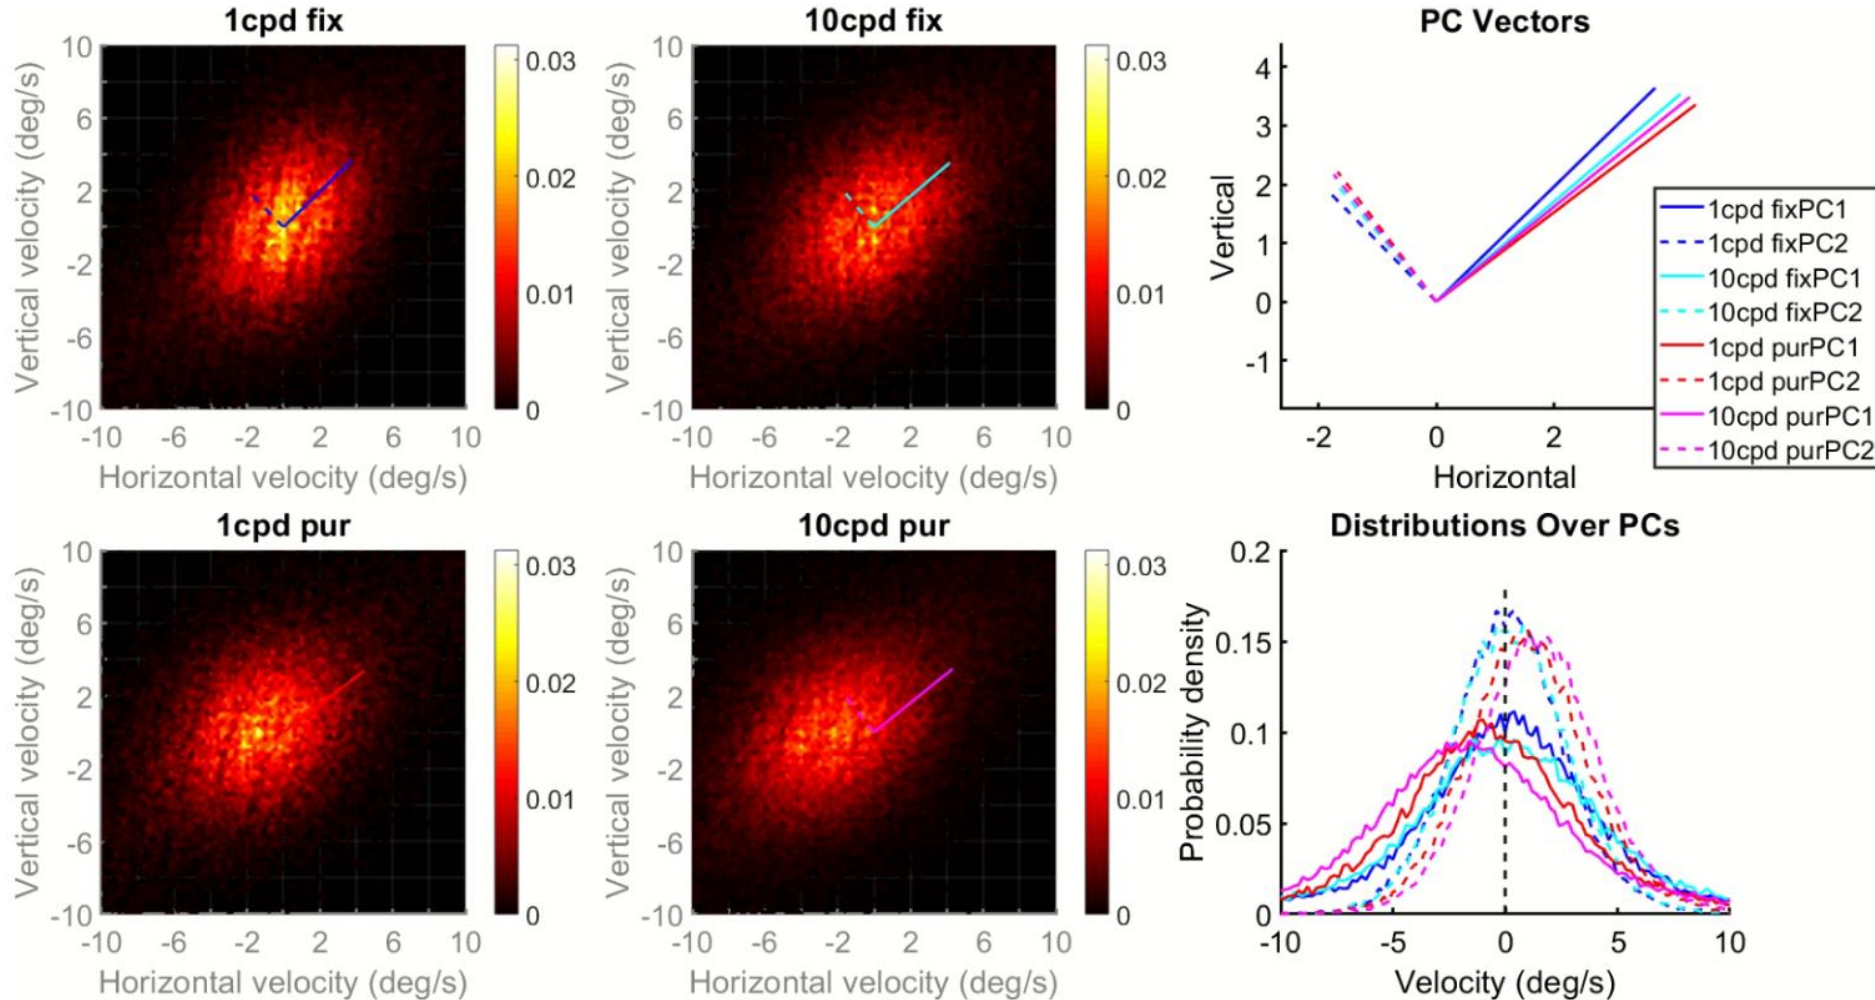 1cpd fix
10
6
2
-2
-6
-10
-10 -6 -2 2 6 10
Vertical velocity (deg/s)
Horizontal velocity (deg/s)
0.03
0.02
0.01
0
10cpd fix
10
6
2
-2
-6
-10
-10 -6 -2 2 6 10
Vertical velocity (deg/s)
Horizontal velocity (deg/s)
0.03
0.02
0.01
0
PC Vectors
4
3
2
1
0
-1
-2 0 2
Vertical
Horizontal
1cpd fixPC1
1cpd fixPC2
10cpd fixPC1
10cpd fixPC2
1cpd purPC1
1cpd purPC2
10cpd purPC1
10cpd purPC2
1cpd pur
10
6
2
-2
-6
-10
-10 -6 -2 2 6 10
Vertical velocity (deg/s)
Horizontal velocity (deg/s)
0.03
0.02
0.01
0
10cpd pur
10
6
2
-2
-6
-10
-10 -6 -2 2 6 10
Vertical velocity (deg/s)
Horizontal velocity (deg/s)
0.03
0.02
0.01
0
Distributions Over PCs
0.2
0.15
0.1
0.05
0
-10 -5 0 5 10
Probability density
Velocity (deg/s)